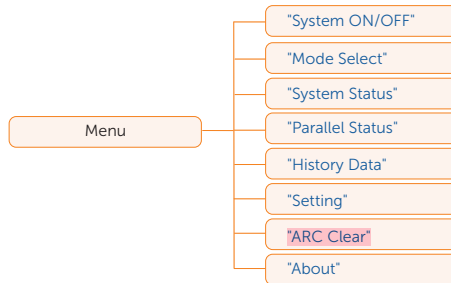 "System ON/OFF"
"Mode Select"
"System Status"
Menu
"Parallel Status"
"History Data"
"Setting"
"ARC Clear"
"About"